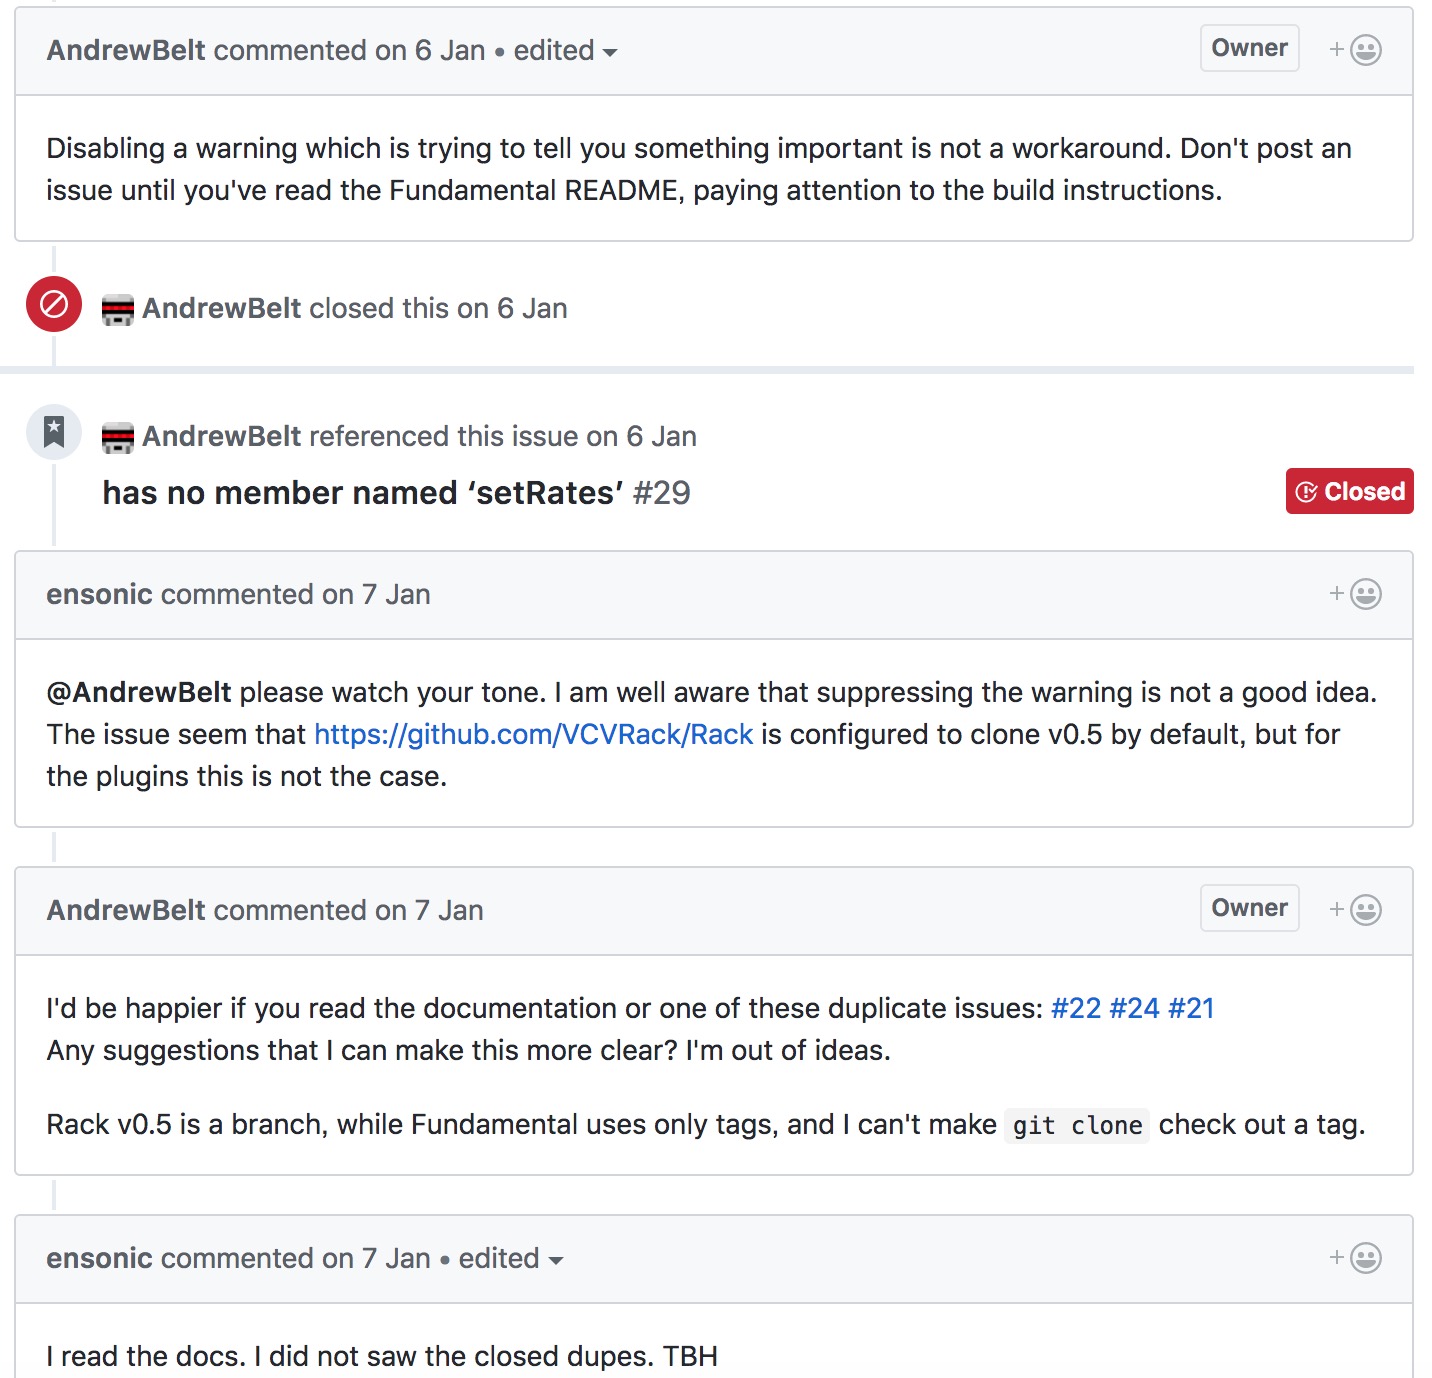 AndrewBelt commented on 6 Jan • edited
Owner
Disabling a warning which is trying to tell you something important is not a workaround. Don't post an
issue until you've read the Fundamental README, paying attention to the build instructions.
AndrewBelt closed this on 6 Jan
AndrewBelt referenced this issue on 6 Jan
has no member named ‘setRates’ #29
Closed
ensonic commented on 7 Jan
@AndrewBelt please watch your tone. I am well aware that suppressing the warning is not a good idea.
The issue seem that https://github.com/VCVRack/Rack is configured to clone v0.5 by default, but for
the plugins this is not the case.
AndrewBelt commented on 7 Jan
Owner
I'd be happier if you read the documentation or one of these duplicate issues: #22 #24 #21
Any suggestions that I can make this more clear? I'm out of ideas.
Rack v0.5 is a branch, while Fundamental uses only tags, and I can't make git clone check out a tag.
ensonic commented on 7 Jan • edited
I read the docs. I did not saw the closed dupes. TBH